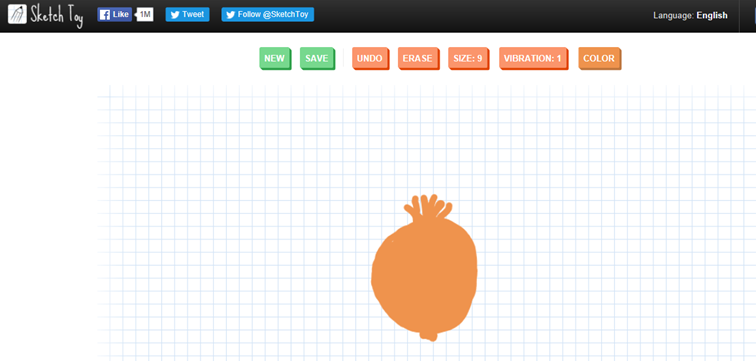 Sketch Toy Like 1M Tweet Follow @SketchToy Language: English
NEW SAVE UNDO ERASE SIZE: 9 VIBRATION: 1 COLOR